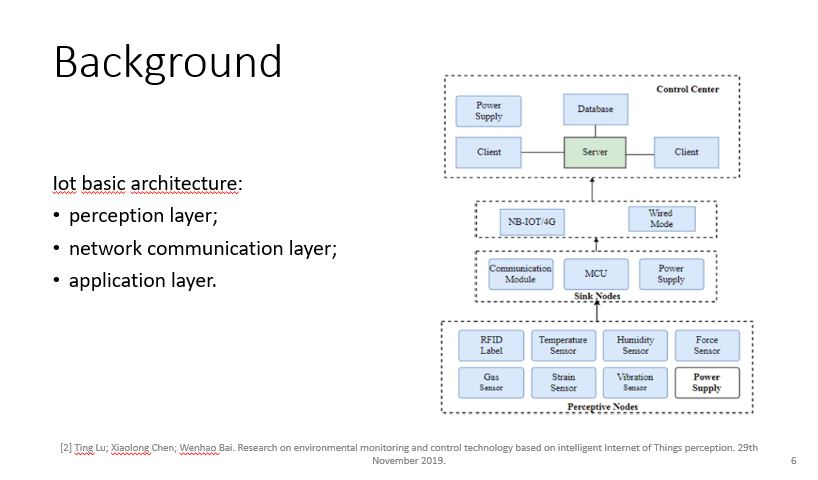 Background
Iot basic architecture:
• perception layer;
• network communication layer;
• application layer.
Control Center
Power
Supply
Database
Client
Server
Client
NB-IOT/4G
Wired
Mode
Communication
Module
MCU
Power
Supply
Sink Nodes
RFID
Label
Temperature
Sensor
Humidity
Sensor
Force
Sensor
Gas
Sensor
Strain
Sensor
Vibration
Sensor
Power
Supply
Perceptive Nodes
[2] Ting Lu; Xiaolong Chen; Wenhao Bai. Research on environmental monitoring and control technology based on intelligent Internet of Things perception. 29th
November 2019.
6